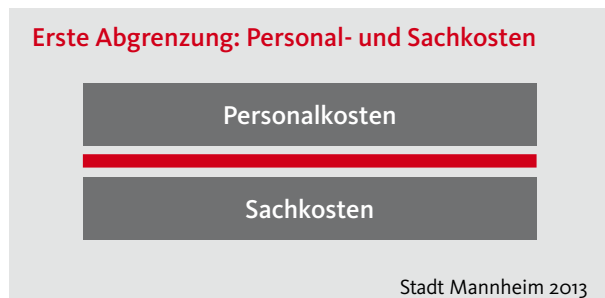 Erste Abgrenzung: Personal- und Sachkosten
Personalkosten
Sachkosten
Stadt Mannheim 2013